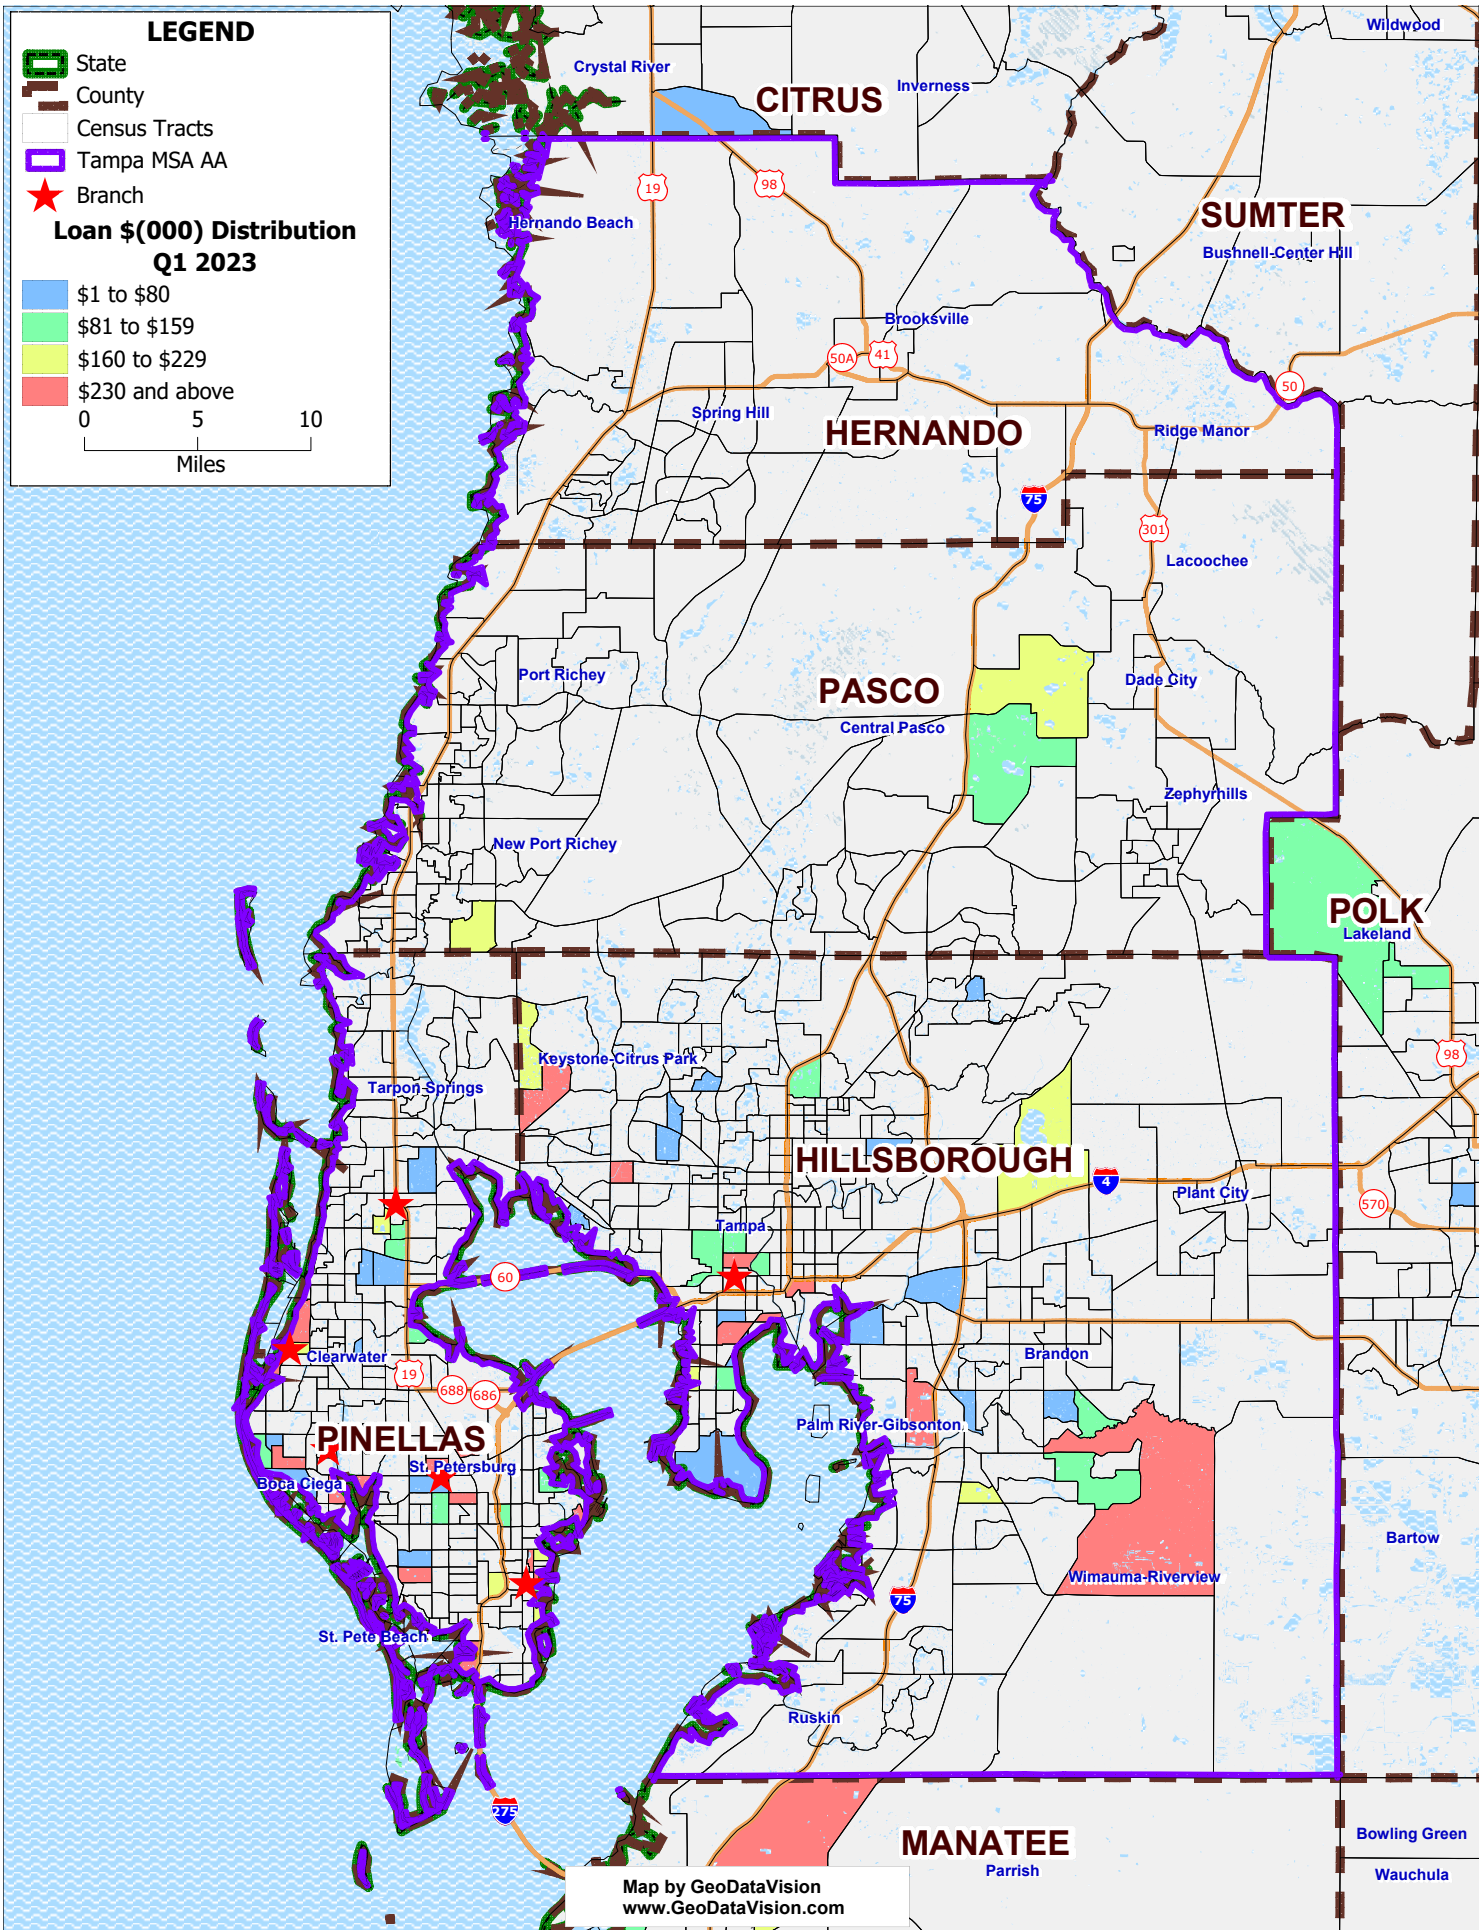 LEGEND
State
County
Census Tracts
Tampa MSA AA
Branch
Loan $(000) Distribution
Q1 2023
$1 to $80
$81 to $159
$160 to $229
$230 and above
0 5 10
Miles
Wildwood
Crystal River
Inverness
CITRUS
19
98
SUMTER
Hernando Beach
Bushnell-Center Hill
Brooksville
50A
41
50
Spring Hill
HERNANDO
Ridge Manor
75
301
Lacoochee
Port Richey
PASCO
Dade City
Central Pasco
Zephyrhills
New Port Richey
POLK
Lakeland
Keystone-Citrus Park
98
Tarpon Springs
HILLSBOROUGH
4
Plant City
570
Tampa
60
Clearwater
Brandon
19
688
686
Palm River-Gibsonton
PINELLAS
St. Petersburg
Boca Ciega
Bartow
Wimauma-Riverview
75
St. Pete Beach
Ruskin
275
MANATEE
Parrish
Bowling Green
Wauchula
Map by GeoDataVision
www.GeoDataVision.com